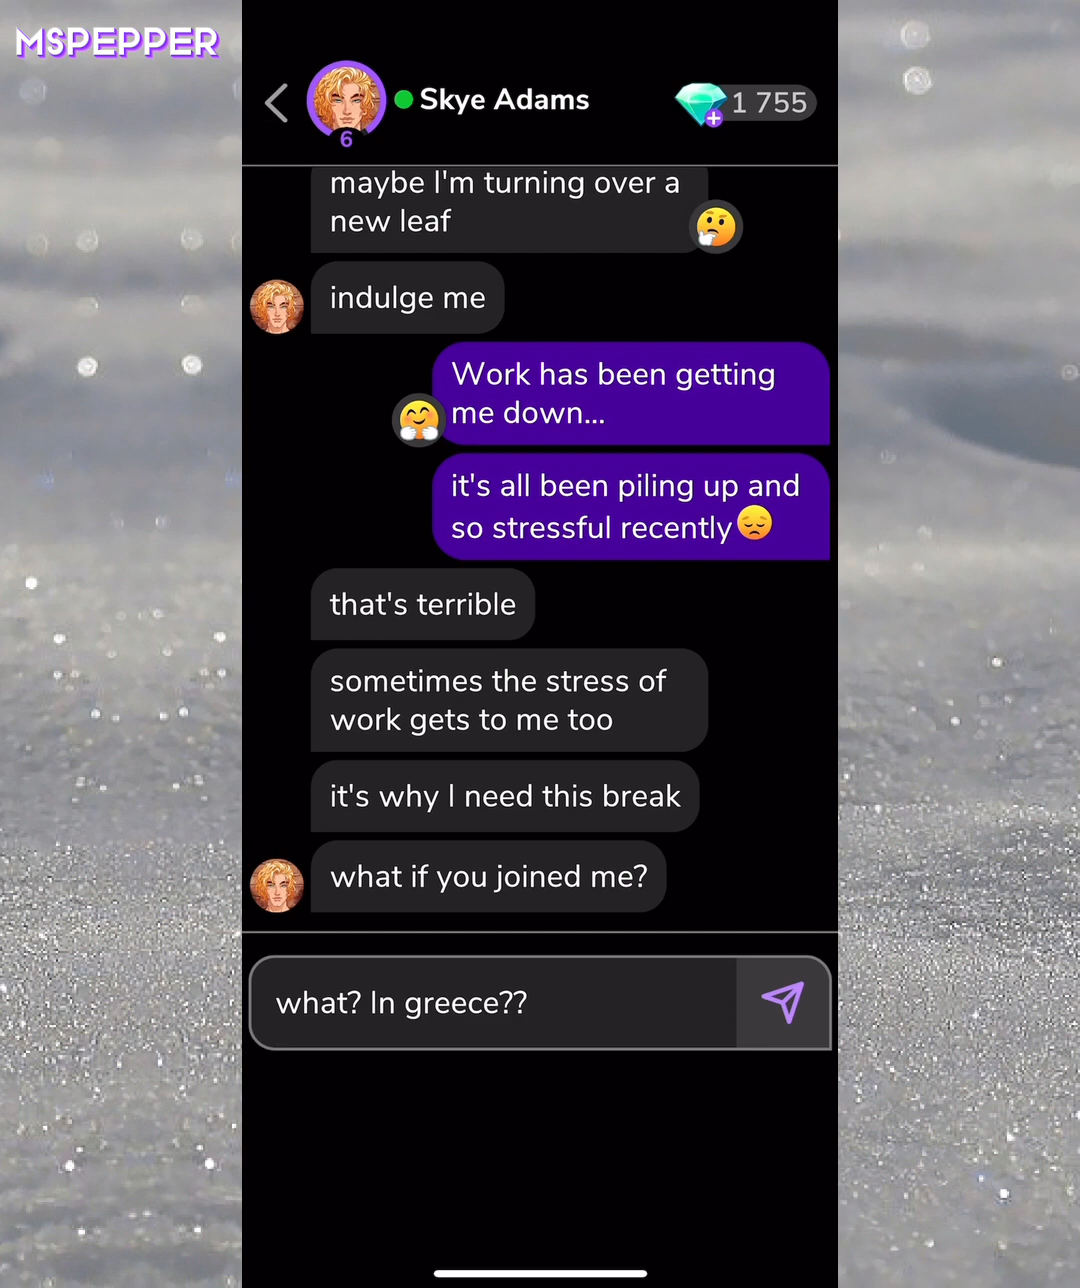 MSPEPPER
Skye Adams
1 755
6
maybe I'm turning over a
new leaf
indulge me
Work has been getting
me down...
it's all been piling up and
so stressful recently😞
that's terrible
sometimes the stress of
work gets to me too
it's why I need this break
what if you joined me?
what? In greece??